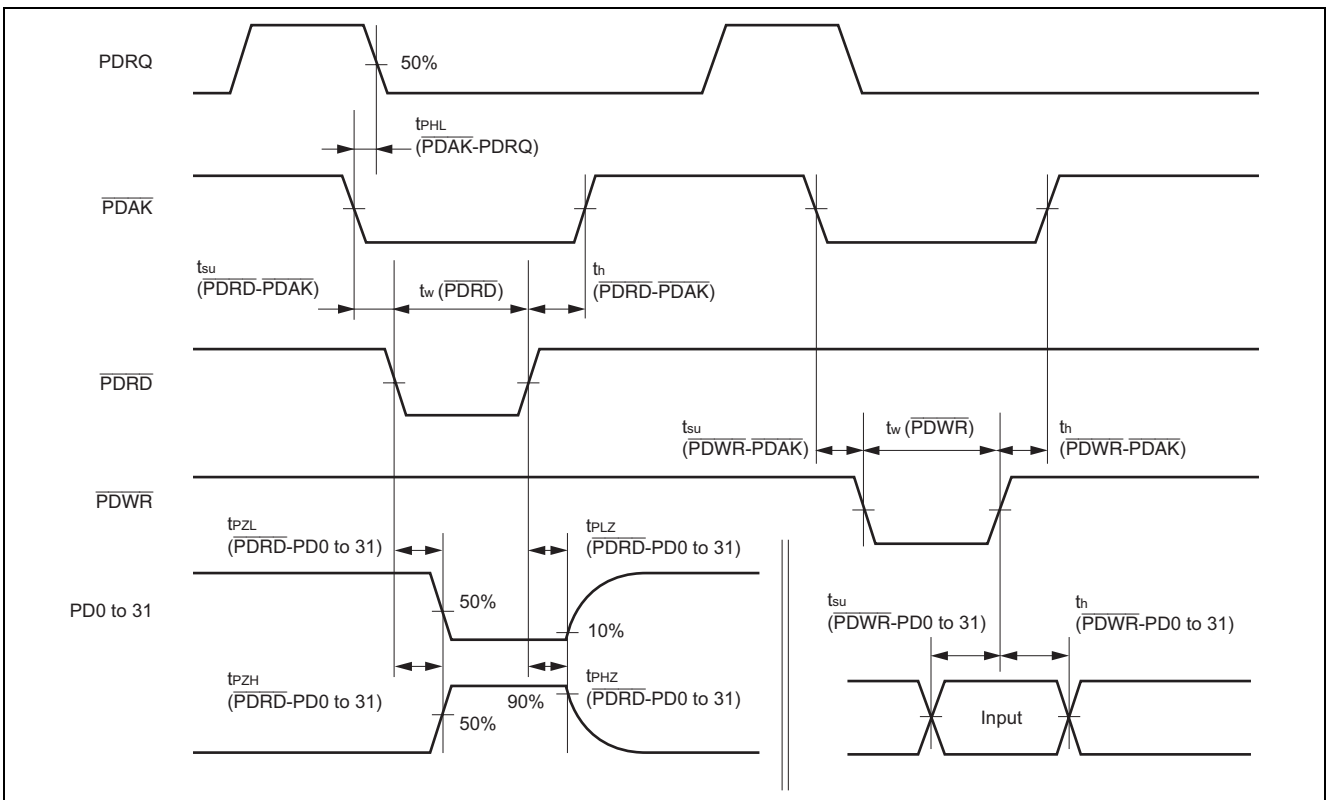 PDRQ
50%
tPHL
(PDAK-PDRQ)
PDAK
tsu
(PDRD-PDAK)
tw (PDRD)
th
(PDRD-PDAK)
PDRD
tsu
(PDWR-PDAK)
tw (PDWR)
th
(PDWR-PDAK)
PDWR
tPZL
(PDRD-PD0 to 31)
tPLZ
(PDRD-PD0 to 31)
PD0 to 31
50%
10%
tsu
(PDWR-PD0 to 31)
th
(PDWR-PD0 to 31)
tPZH
(PDRD-PD0 to 31)
50%
90%
tPHZ
(PDRD-PD0 to 31)
Input